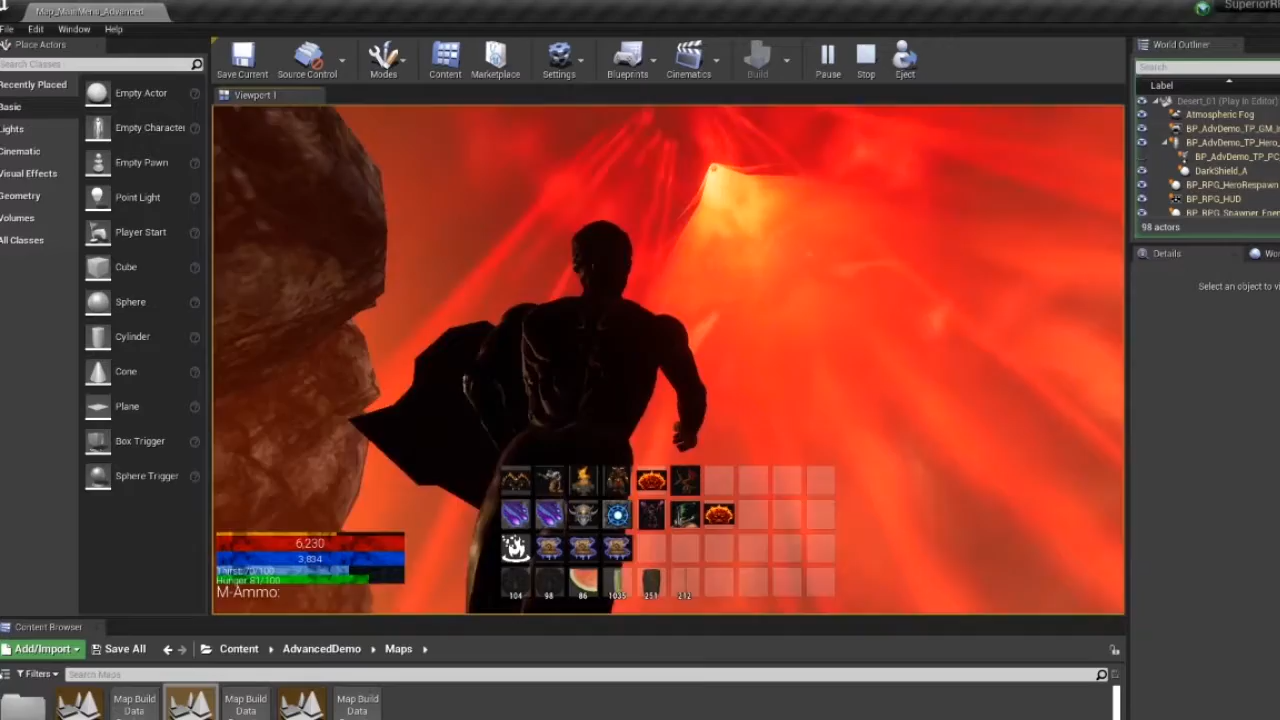 Map_MainMenu_Advanced
File Edit Window Help
Place Actors
Search Classes
Recently Placed
Basic
Lights
Cinematic
Visual Effects
Geometry
Volumes
All Classes
Empty Actor
Empty Character
Empty Pawn
Point Light
Player Start
Cube
Sphere
Cylinder
Cone
Plane
Box Trigger
Sphere Trigger
Save Current Source Control Modes Content Marketplace Settings Blueprints Cinematics Build Pause Stop Eject
Viewport 1
6,230
3,834
Thirst: 70/100
Hunger 81/100
M-Ammo:
104 98 86 1035 251 212
World Outliner
Search
Label
Desert_01 (Play In Editor)
Atmospheric Fog
BP_AdvDemo_TP_GM_
BP_AdvDemo_TP_Hero_
BP_AdvDemo_TP_PC
DarkShield_A
BP_RPG_HeroRespawn
BP_RPG_HUD
BP_RPG_Spawner_Ene
98 actors
Details
Select an object to vi
Content Browser
Add/Import Save All Content AdvancedDemo Maps
Filters Search Maps
Map Build Data
Map Build Data
Map Build Data